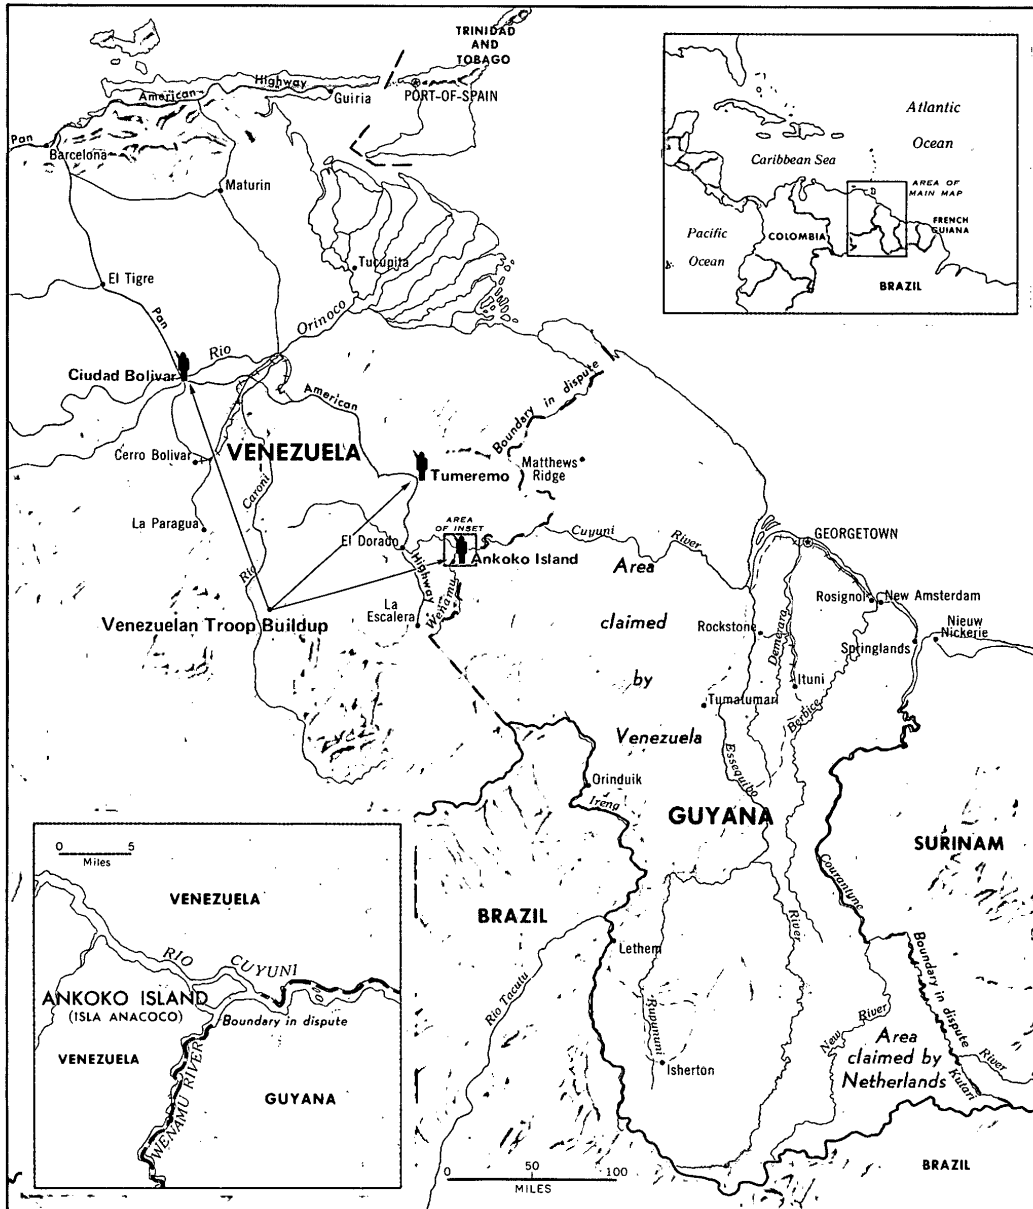 TRINIDAD
AND
TOBAGO
PORT-OF-SPAIN
Highway
American
Guiria
Pan
Barcelona
Maturin
Tucupita
El Tigre
Pan
Orinoco
Rio
Ciudad Bolivar
American
Boundary in dispute
Cerro Bolivar
VENEZUELA
Caroni
Tumeremo
Matthews
Ridge
La Paragua
AREA
OF INSET
El Dorado
Ankoko Island
Cuyuni
River
Highway
Wenamu
La
Escalera
Rio
Venezuelan Troop Buildup
Area
claimed
by
Venezuela
GEORGETOWN
Rosignol
New Amsterdam
Nieuw
Nickerie
Springlands
Rockstone
Demerara
Ituni
Tumatumari
Berbice
Essequibo
Orinduik
Ireng
GUYANA
SURINAM
Courantyne
BRAZIL
River
Lethem
Rio Tacutu
Rupununi
Isherton
New
River
Boundary in dispute
Area
claimed by
Netherlands
River
Kutari
BRAZIL
0 50 100
MILES
Atlantic
Ocean
Caribbean Sea
AREA OF
MAIN MAP
Pacific
Ocean
COLOMBIA
FRENCH
GUIANA
BRAZIL
0 5
Miles
VENEZUELA
RIO
CUYUNI
ANKOKO ISLAND
(ISLA ANACOCO)
Boundary in dispute
VENEZUELA
WENAMU RIVER
GUYANA